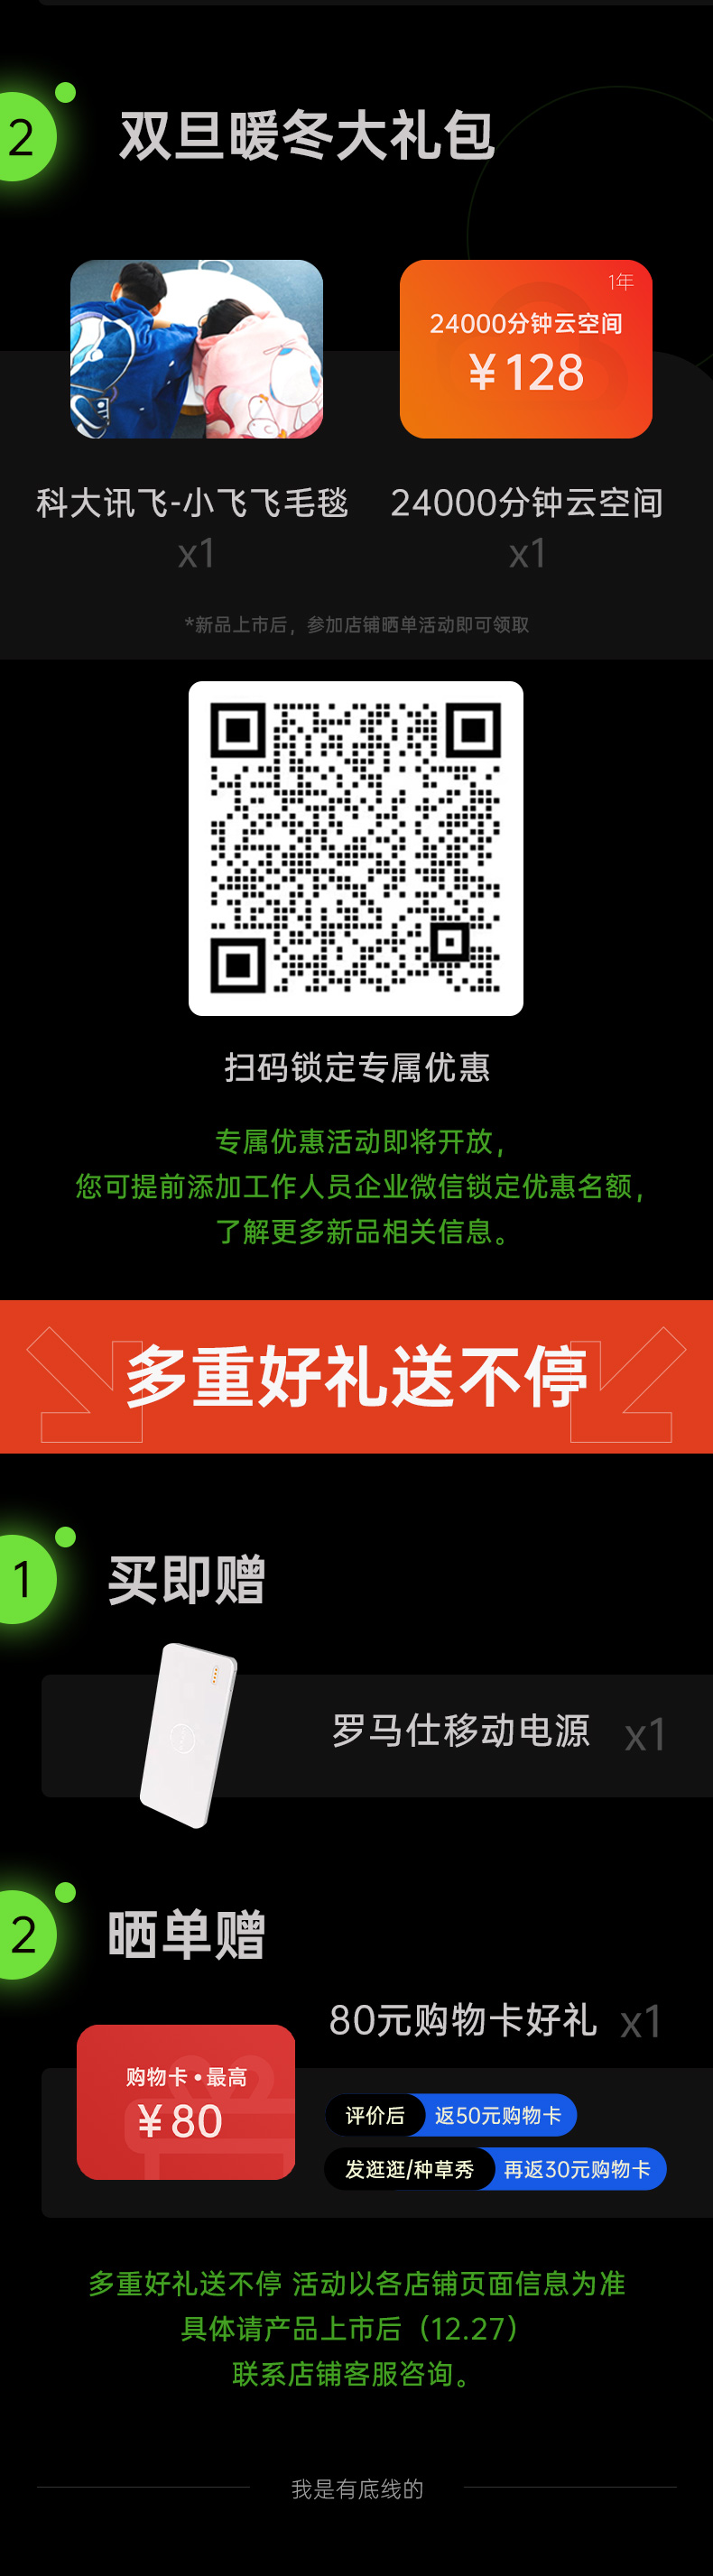 2
双旦暖冬大礼包
1年
24000分钟云空间
¥128
科大讯飞-小飞飞毛毯
x1
24000分钟云空间
x1
*新品上市后，参加店铺晒单活动即可领取
扫码锁定专属优惠
专属优惠活动即将开放，
您可提前添加工作人员企业微信锁定优惠名额，
了解更多新品相关信息。
多重好礼送不停
1
买即赠
罗马仕移动电源 x1
2
晒单赠
80元购物卡好礼 x1
购物卡·最高
¥80
评价后 返50元购物卡
发逛逛/种草秀 再返30元购物卡
多重好礼送不停 活动以各店铺页面信息为准
具体请产品上市后（12.27）
联系店铺客服咨询。
我是有底线的